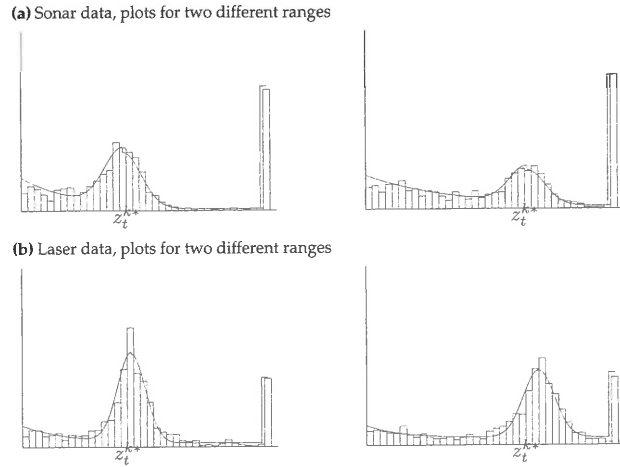 (a) Sonar data, plots for two different ranges
z_t^{k*}
z_t^{k*}
(b) Laser data, plots for two different ranges
z_t^{k*}
z_t^{k*}